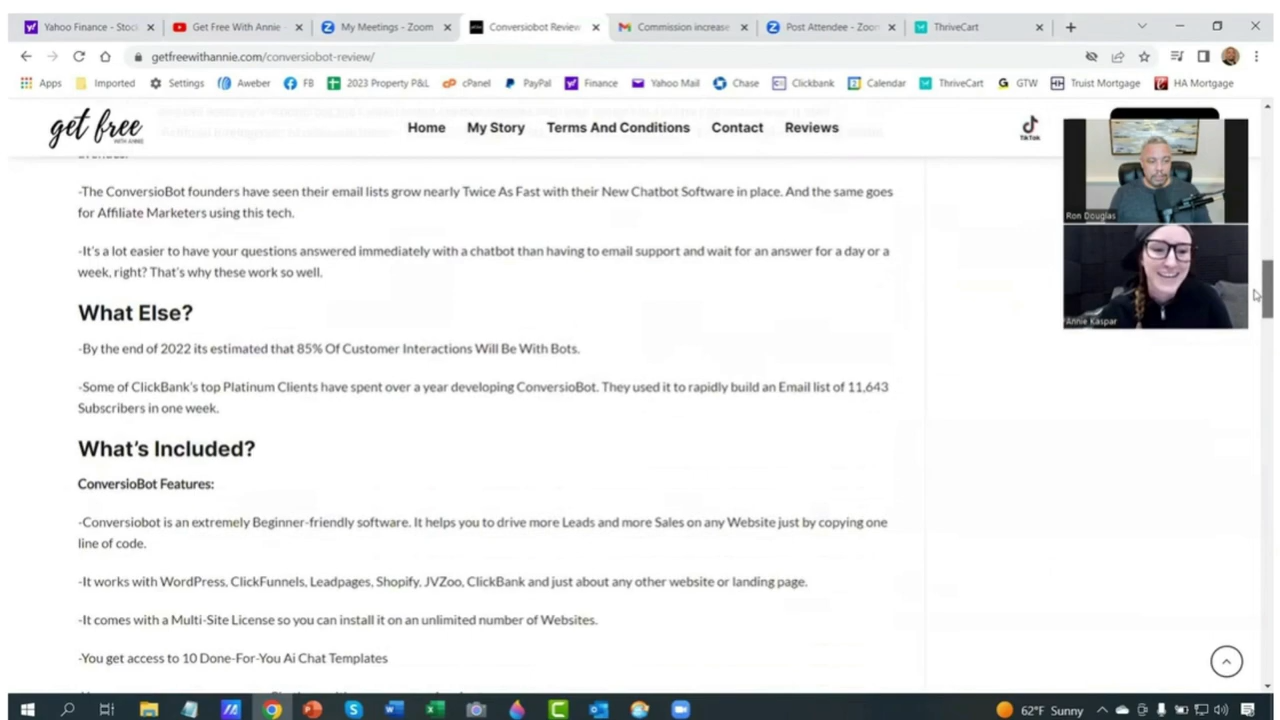 Yahoo Finance - Stoc
Get Free With Annie -
My Meetings - Zoom
Conversiobot Review
Commission increase
Post Attendee - Zoo
ThriveCart
getfreewithannie.com/conversiobot-review/
Apps
Imported
Settings
Aweber
FB
2023 Property P&L
cPanel
PayPal
Finance
Yahoo Mail
Chase
Clickbank
Calendar
ThriveCart
GTW
Truist Mortgage
HA Mortgage
get free
WITH ANNIE
Home
My Story
Terms And Conditions
Contact
Reviews
TikTok
-The ConversioBot founders have seen their email lists grow nearly Twice As Fast with their New Chatbot Software in place. And the same goes
for Affiliate Marketers using this tech.
-It's a lot easier to have your questions answered immediately with a chatbot than having to email support and wait for an answer for a day or a
week, right? That's why these work so well.
Ron Douglas
Annie Kaspar
What Else?
-By the end of 2022 its estimated that 85% Of Customer Interactions Will Be With Bots.
-Some of ClickBank's top Platinum Clients have spent over a year developing ConversioBot. They used it to rapidly build an Email list of 11,643
Subscribers in one week.
What's Included?
ConversioBot Features:
-Conversiobot is an extremely Beginner-friendly software. It helps you to drive more Leads and more Sales on any Website just by copying one
line of code.
-It works with WordPress, ClickFunnels, Leadpages, Shopify, JVZoo, ClickBank and just about any other website or landing page.
-It comes with a Multi-Site License so you can install it on an unlimited number of Websites.
-You get access to 10 Done-For-You Ai Chat Templates
62°F Sunny